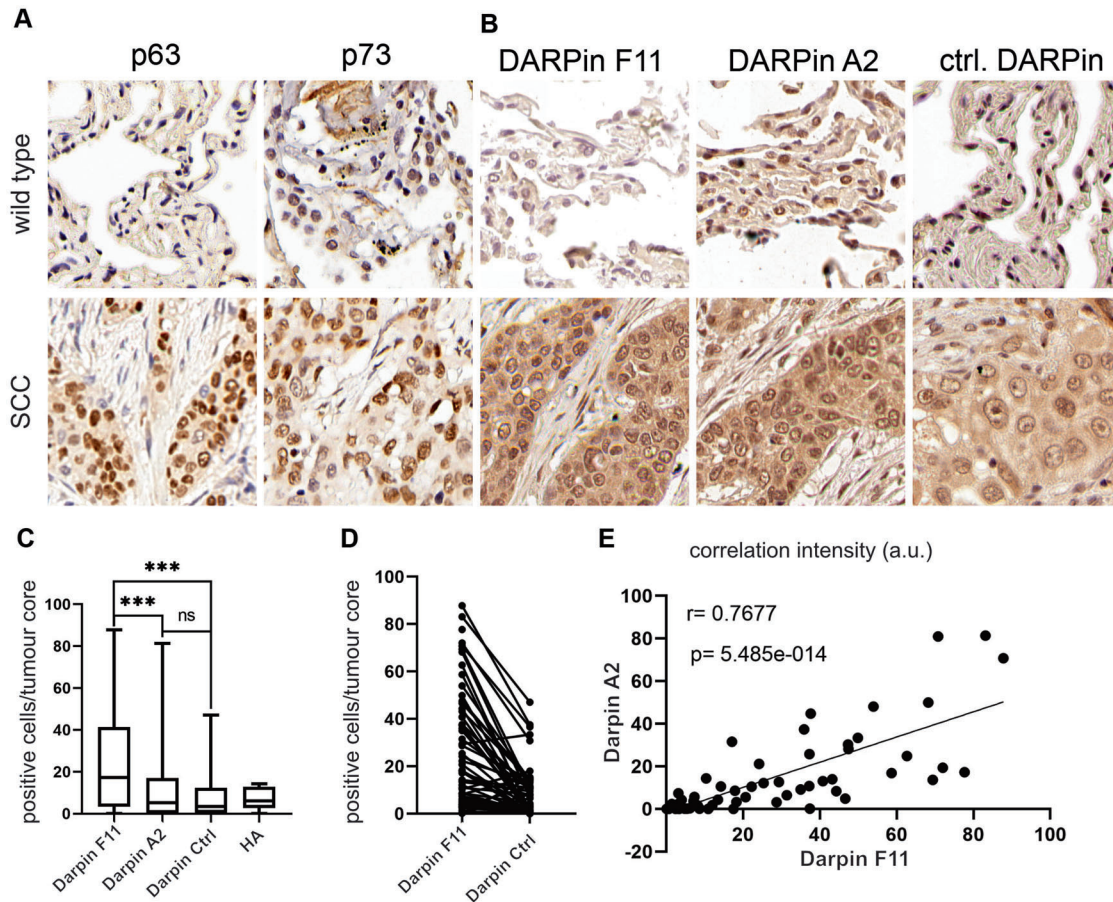 A
B
p63
p73
DARPin F11
DARPin A2
ctrl. DARPin
wild type
SCC
C
D
E
positive cells/tumour core
100
80
60
40
20
0
***
***
ns
Darpin F11
Darpin A2
Darpin Ctrl
HA
positive cells/tumour core
100
80
60
40
20
0
Darpin F11
Darpin Ctrl
correlation intensity (a.u.)
r= 0.7677
p= 5.485e-014
Darpin A2
100
80
60
40
20
-20
20
40
60
80
100
Darpin F11